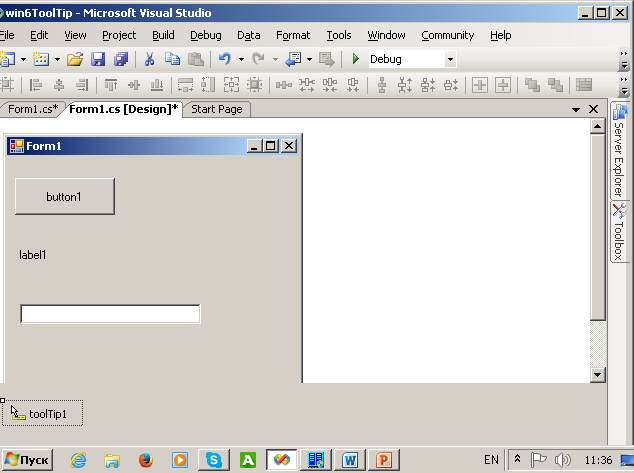 win6ToolTip - Microsoft Visual Studio
File Edit View Project Build Debug Data Format Tools Window Community Help
Debug
Form1.cs* Form1.cs [Design]* Start Page
Form1
button1
label1
toolTip1
Server Explorer
Toolbox
Пуск EN 11:36